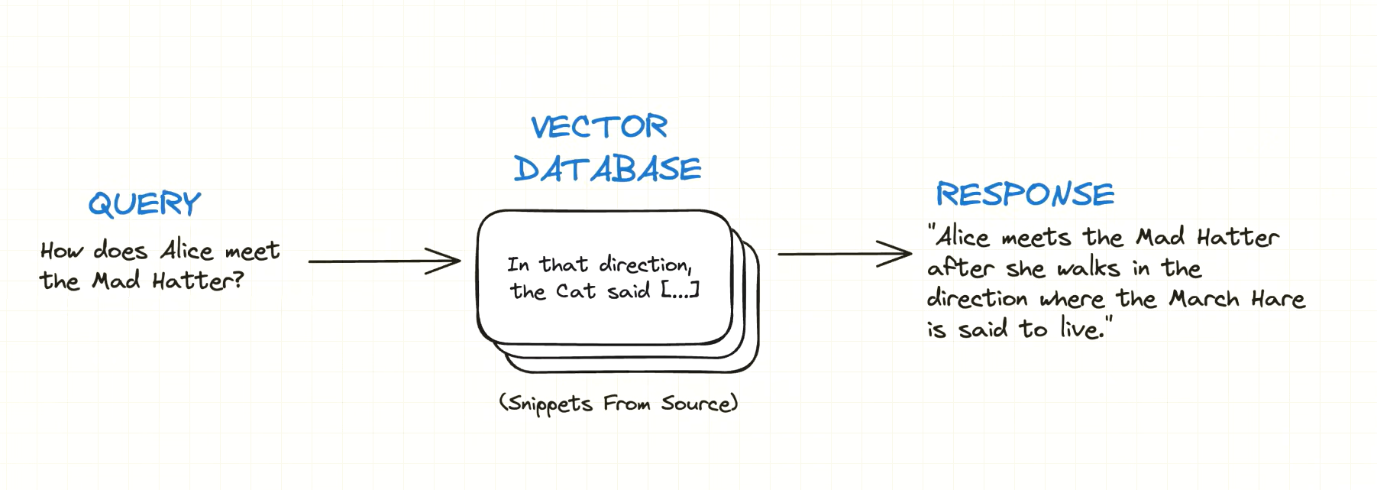 QUERY
How does Alice meet
the Mad Hatter?
VECTOR
DATABASE
In that direction,
the Cat said [...]
(Snippets From Source)
RESPONSE
"Alice meets the Mad Hatter
after she walks in the
direction where the March Hare
is said to live."